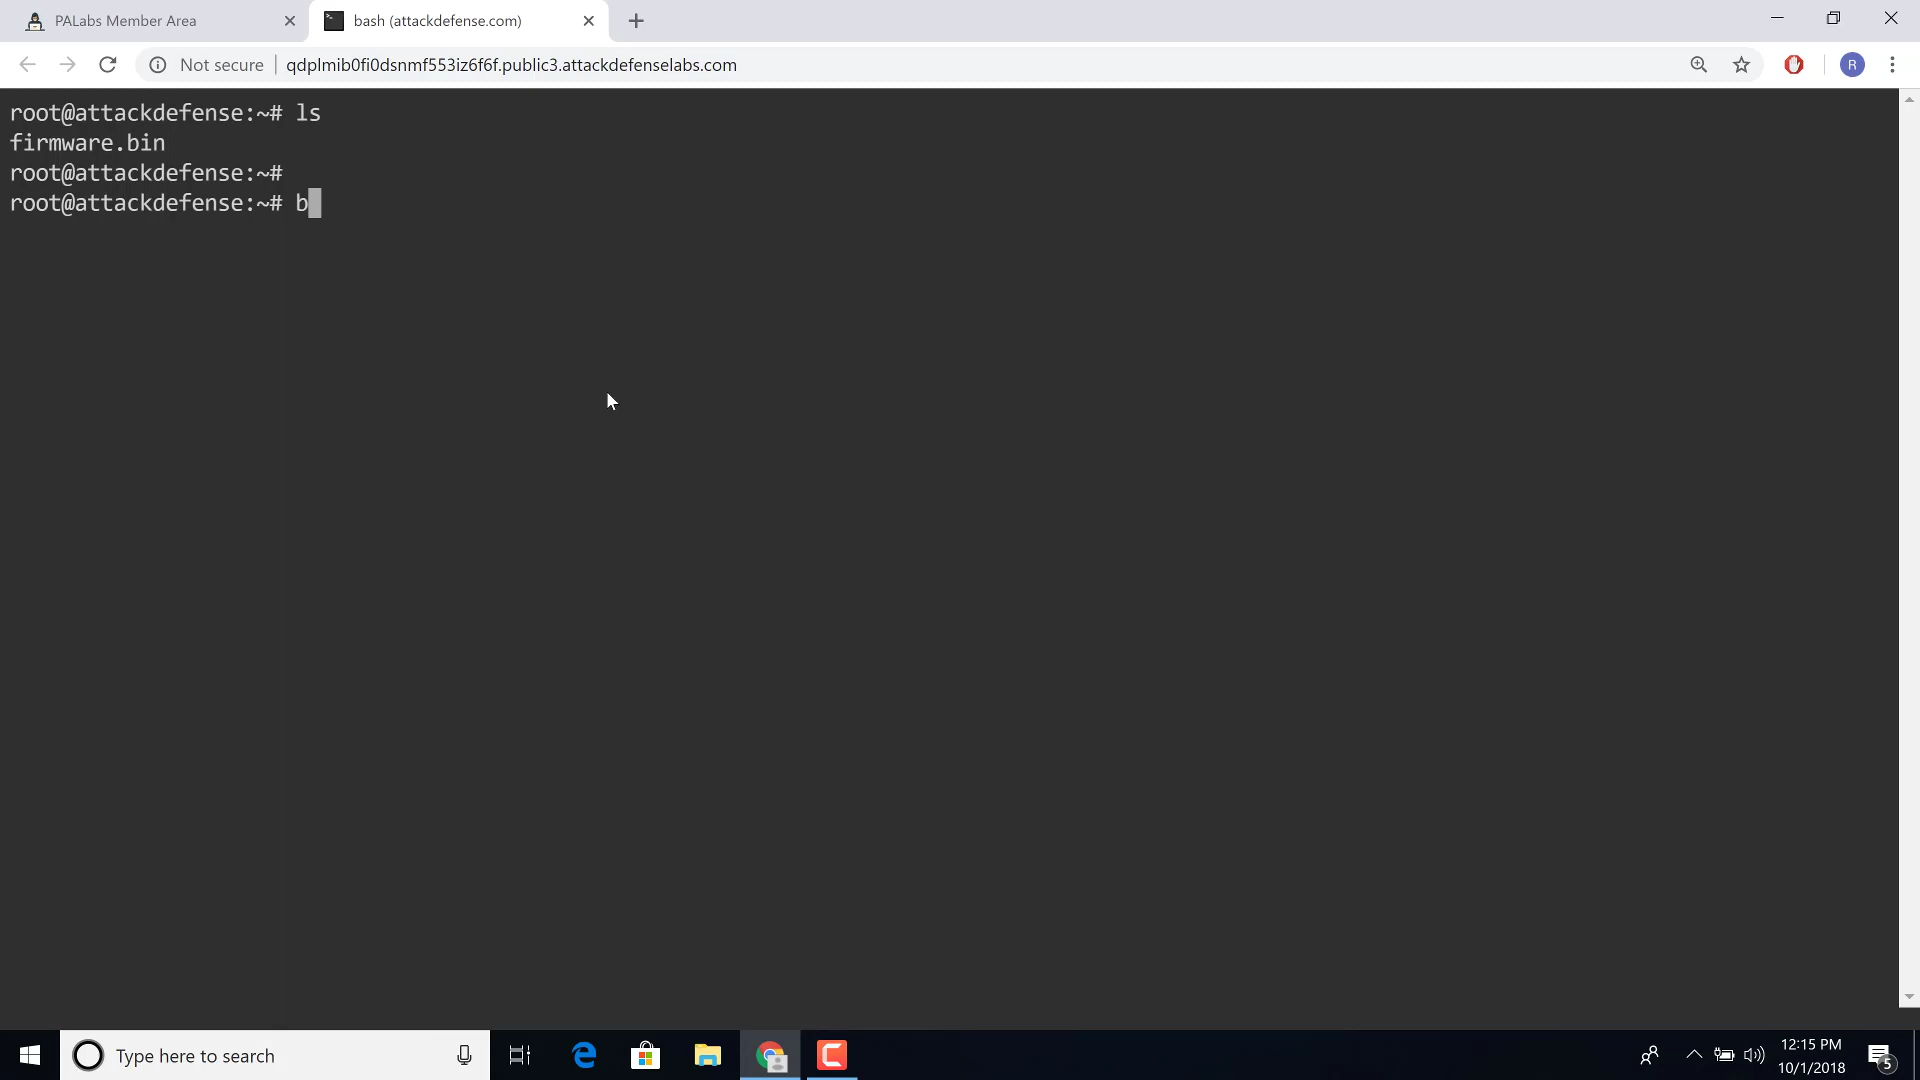 PALabs Member Area
bash (attackdefense.com)
Not secure
qdplmib0fi0dsnmf553iz6f6f.public3.attackdefenselabs.com
R
root@attackdefense:~# ls
firmware.bin
root@attackdefense:~#
root@attackdefense:~# b
Type here to search
12:15 PM
10/1/2018
5